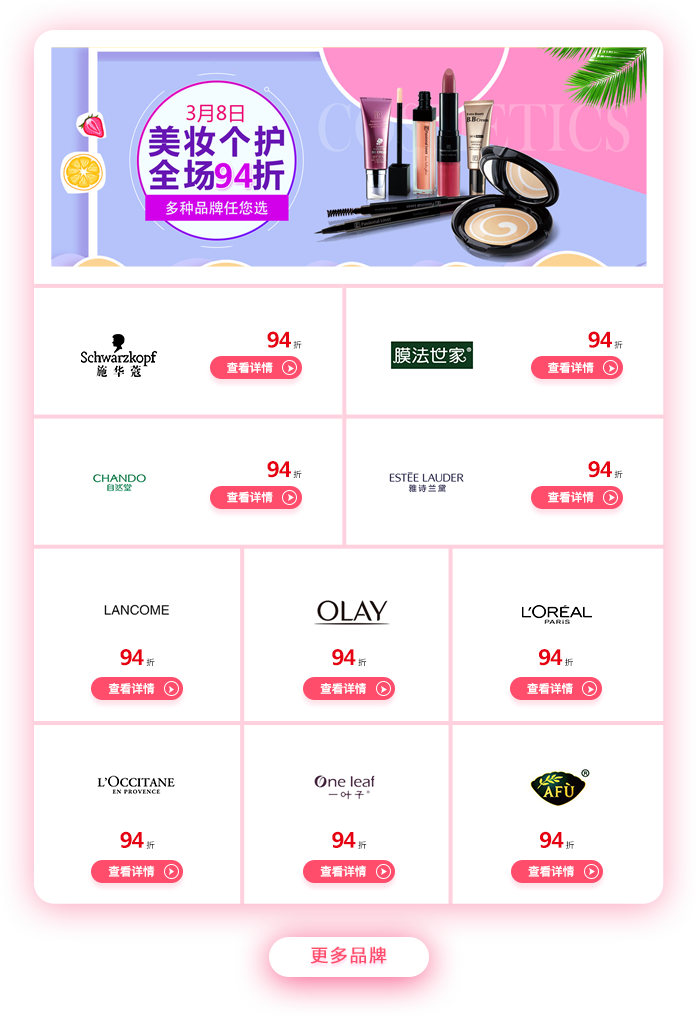 3月8日
美妆个护
全场94折
多种品牌任您选
COSMETICS
B.B Cream
Schwarzkopf
施华蔻
94折
查看详情
膜法世家®
94折
查看详情
CHANDO
自然堂
94折
查看详情
ESTĒE LAUDER
雅诗兰黛
94折
查看详情
LANCOME
94折
查看详情
OLAY
94折
查看详情
L'ORÉAL
PARIS
94折
查看详情
L'OCCITANE
EN PROVENCE
94折
查看详情
One leaf
一叶子®
94折
查看详情
AFÙ®
94折
查看详情
更多品牌